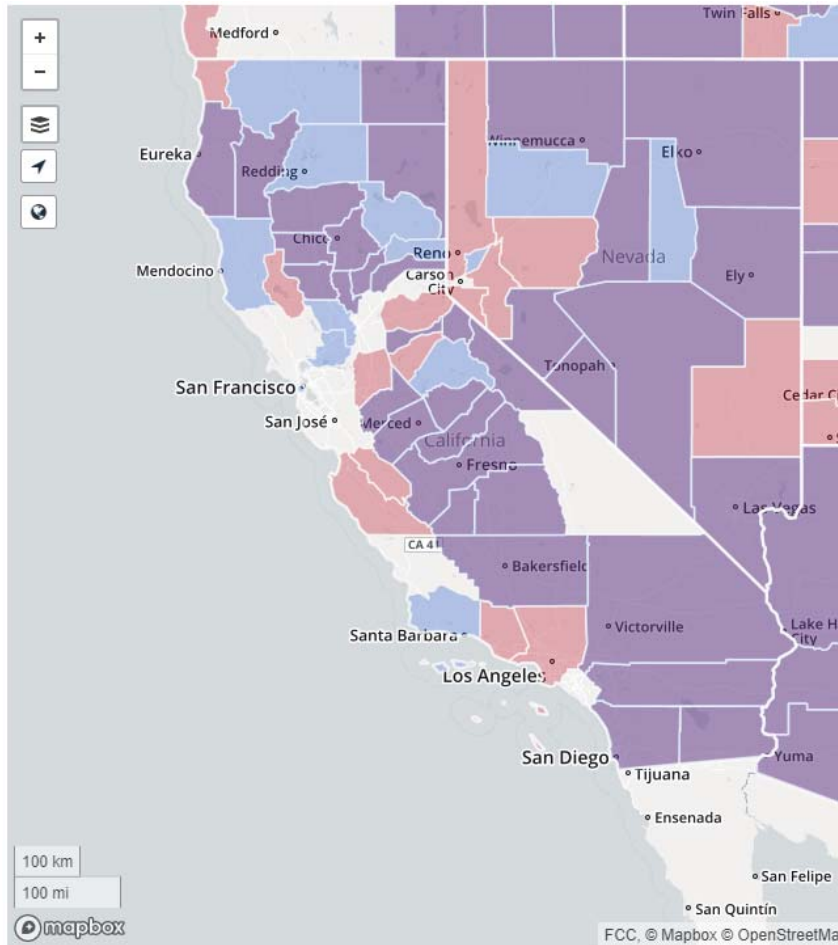 Medford
Twin Falls
+
−
Winnemucca
Eureka
Elko
Redding
Chico
Reno
Nevada
Mendocino
Carson
City
Ely
Tonopah
San Francisco
Cedar Ci
San José
Merced
California
Fresno
Las Vegas
CA 41
Bakersfield
Santa Barbara
Victorville
Lake H
City
Los Angeles
San Diego
Yuma
Tijuana
Ensenada
100 km
100 mi
San Felipe
mapbox
San Quintín
FCC, © Mapbox © OpenStreetMa